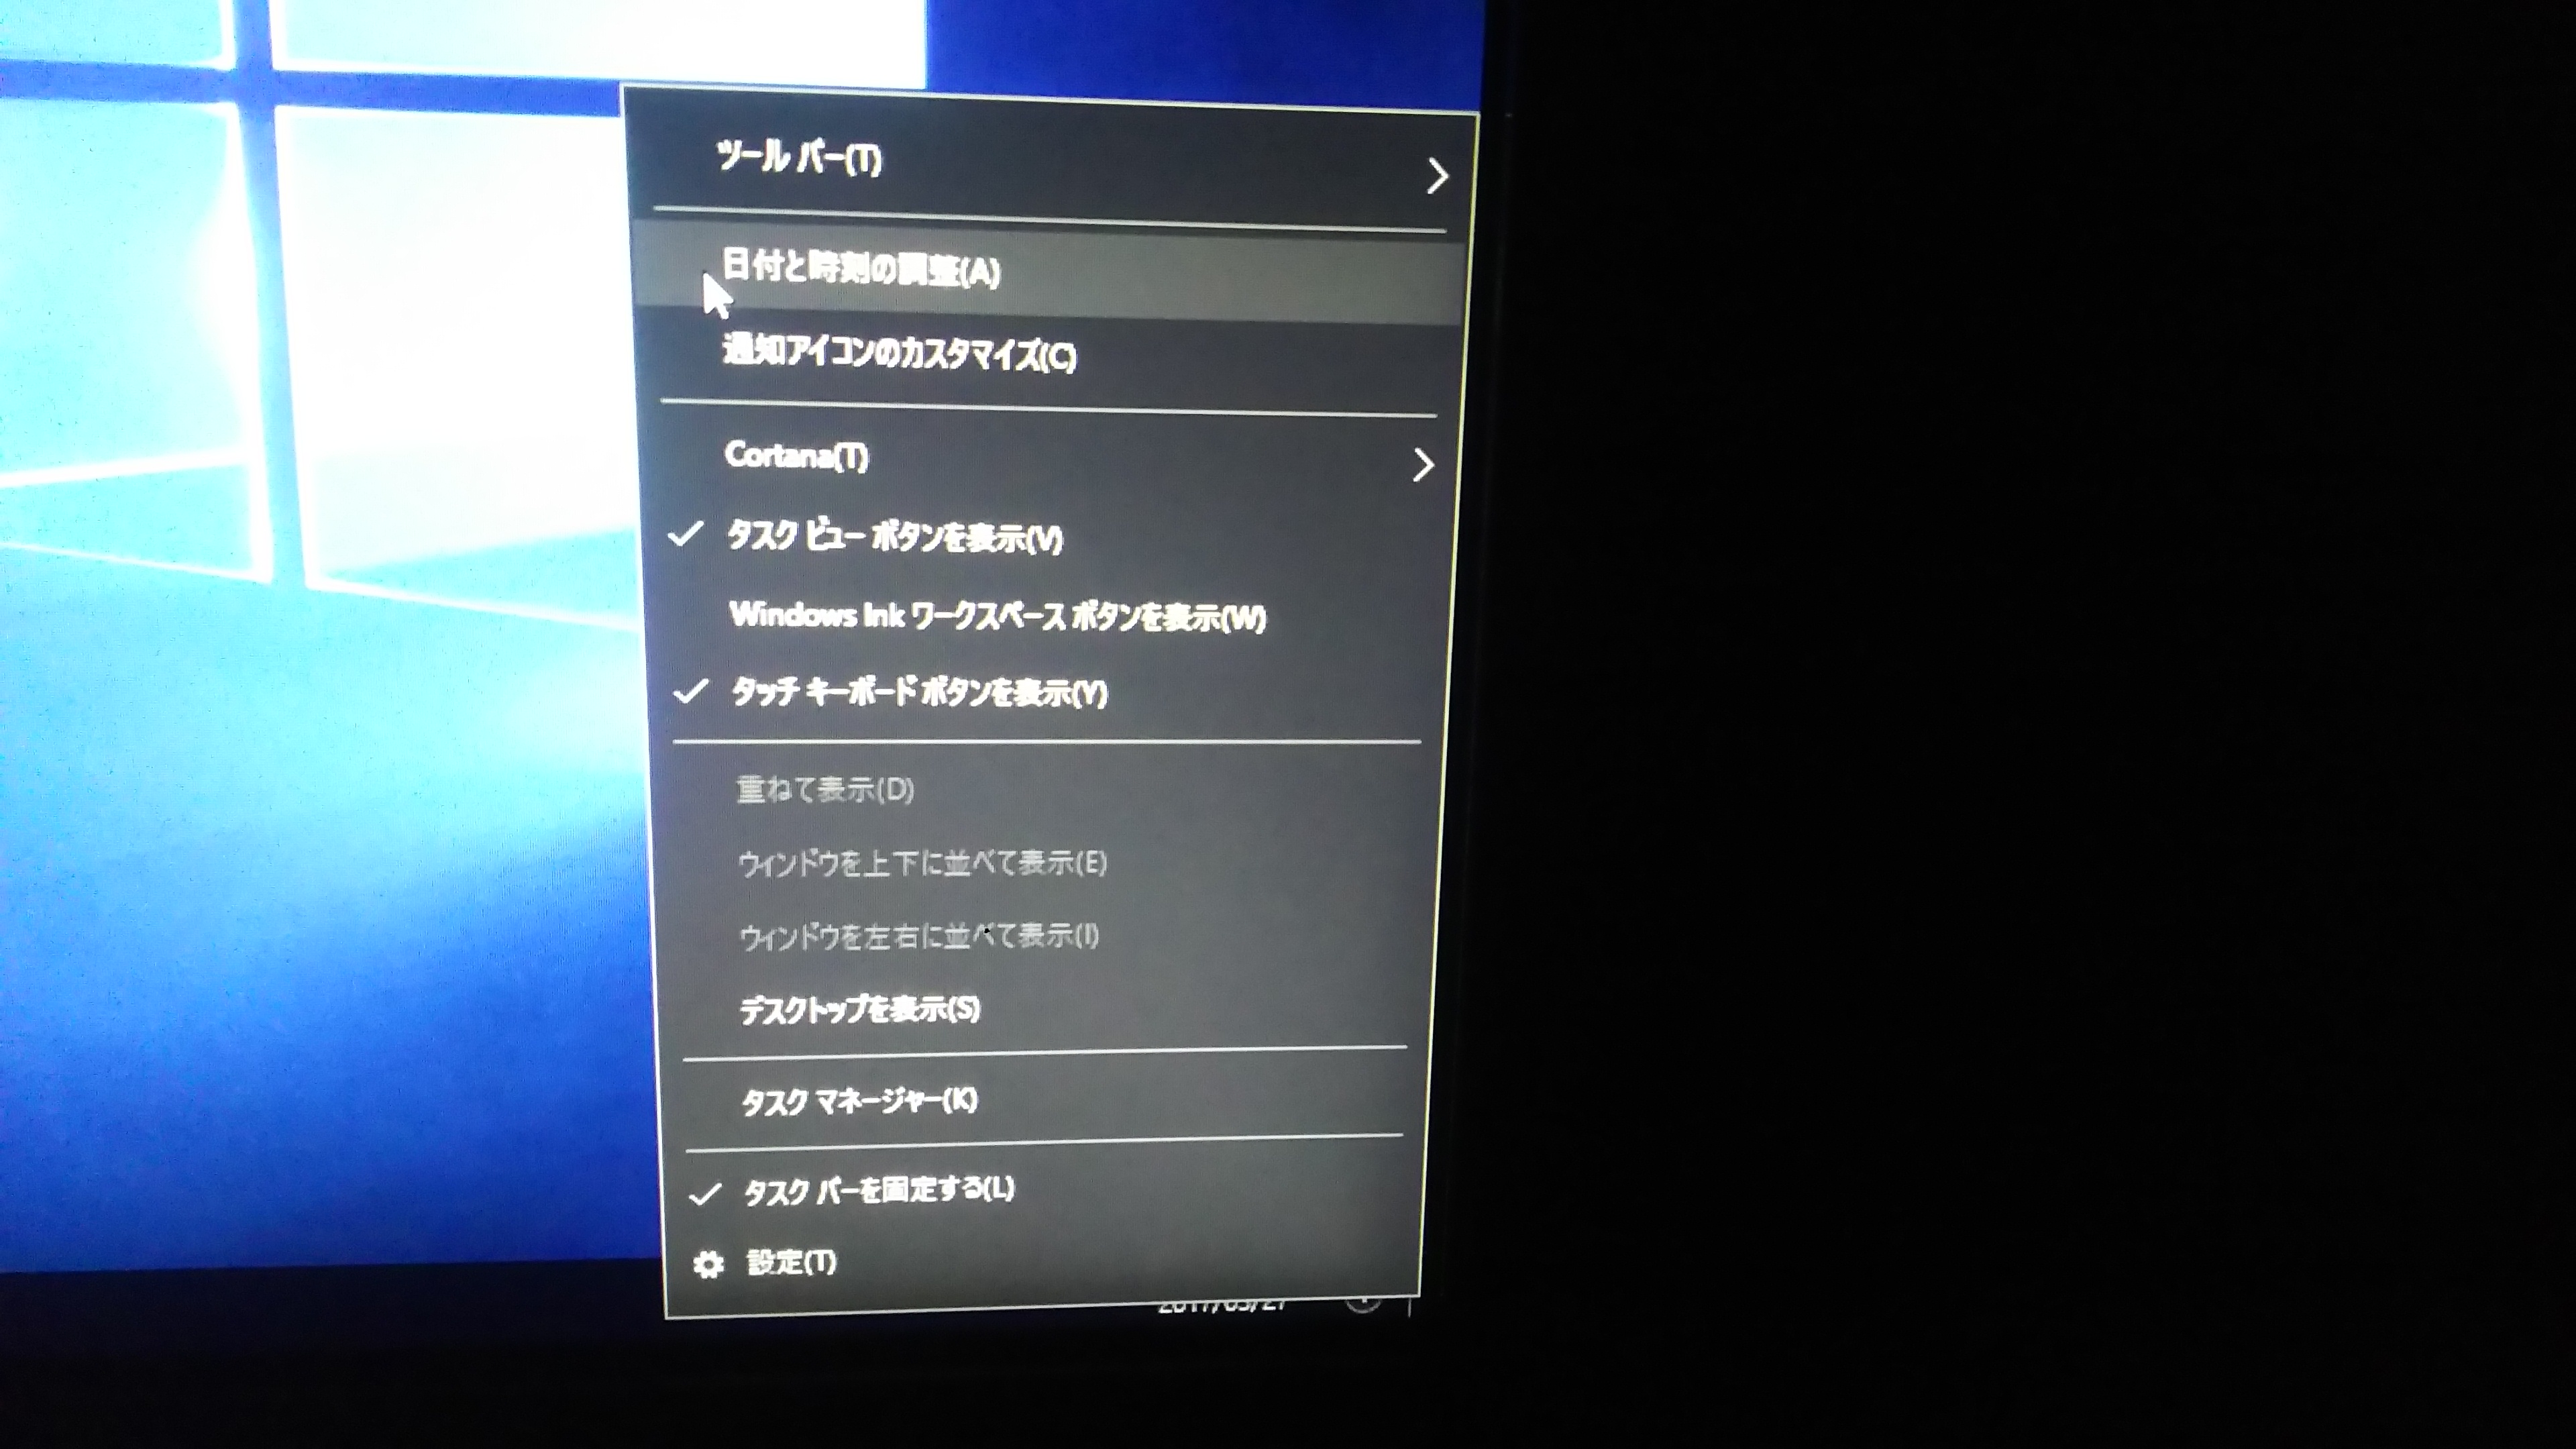 ツール バー(T)
日付と時刻の調整(A)
通知アイコンのカスタマイズ(C)
Cortana(T)
タスク ビュー ボタンを表示(V)
Windows Ink ワークスペース ボタンを表示(W)
タッチ キーボード ボタンを表示(Y)
重ねて表示(D)
ウィンドウを上下に並べて表示(E)
ウィンドウを左右に並べて表示(I)
デスクトップを表示(S)
タスク マネージャー(K)
タスク バーを固定する(L)
設定(T)